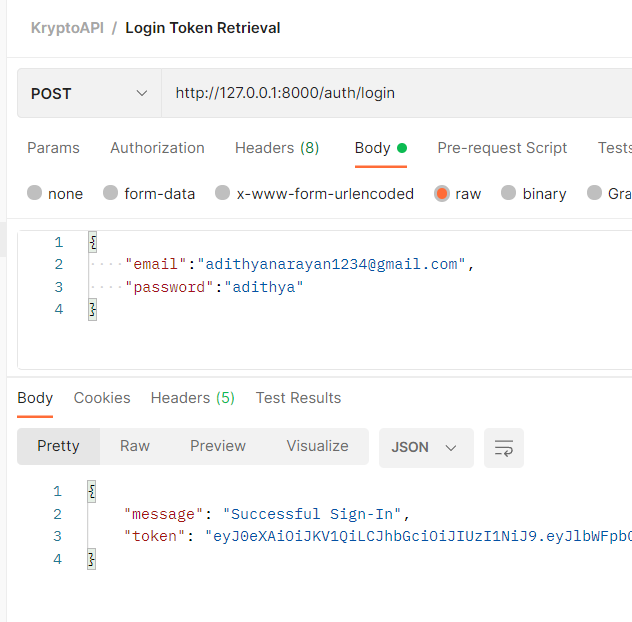 KryptoAPI / Login Token Retrieval
POST http://127.0.0.1:8000/auth/login
Params Authorization Headers (8) Body Pre-request Script Tests
none form-data x-www-form-urlencoded raw binary Gra
1 {
2 "email":"adithyanarayan1234@gmail.com",
3 "password":"adithya"
4 }
Body Cookies Headers (5) Test Results
Pretty Raw Preview Visualize JSON
1 {
2 "message": "Successful Sign-In",
3 "token": "eyJ0eXAiOiJKV1QiLCJhbGciOiJIUzI1NiJ9.eyJlbWFpb
4 }